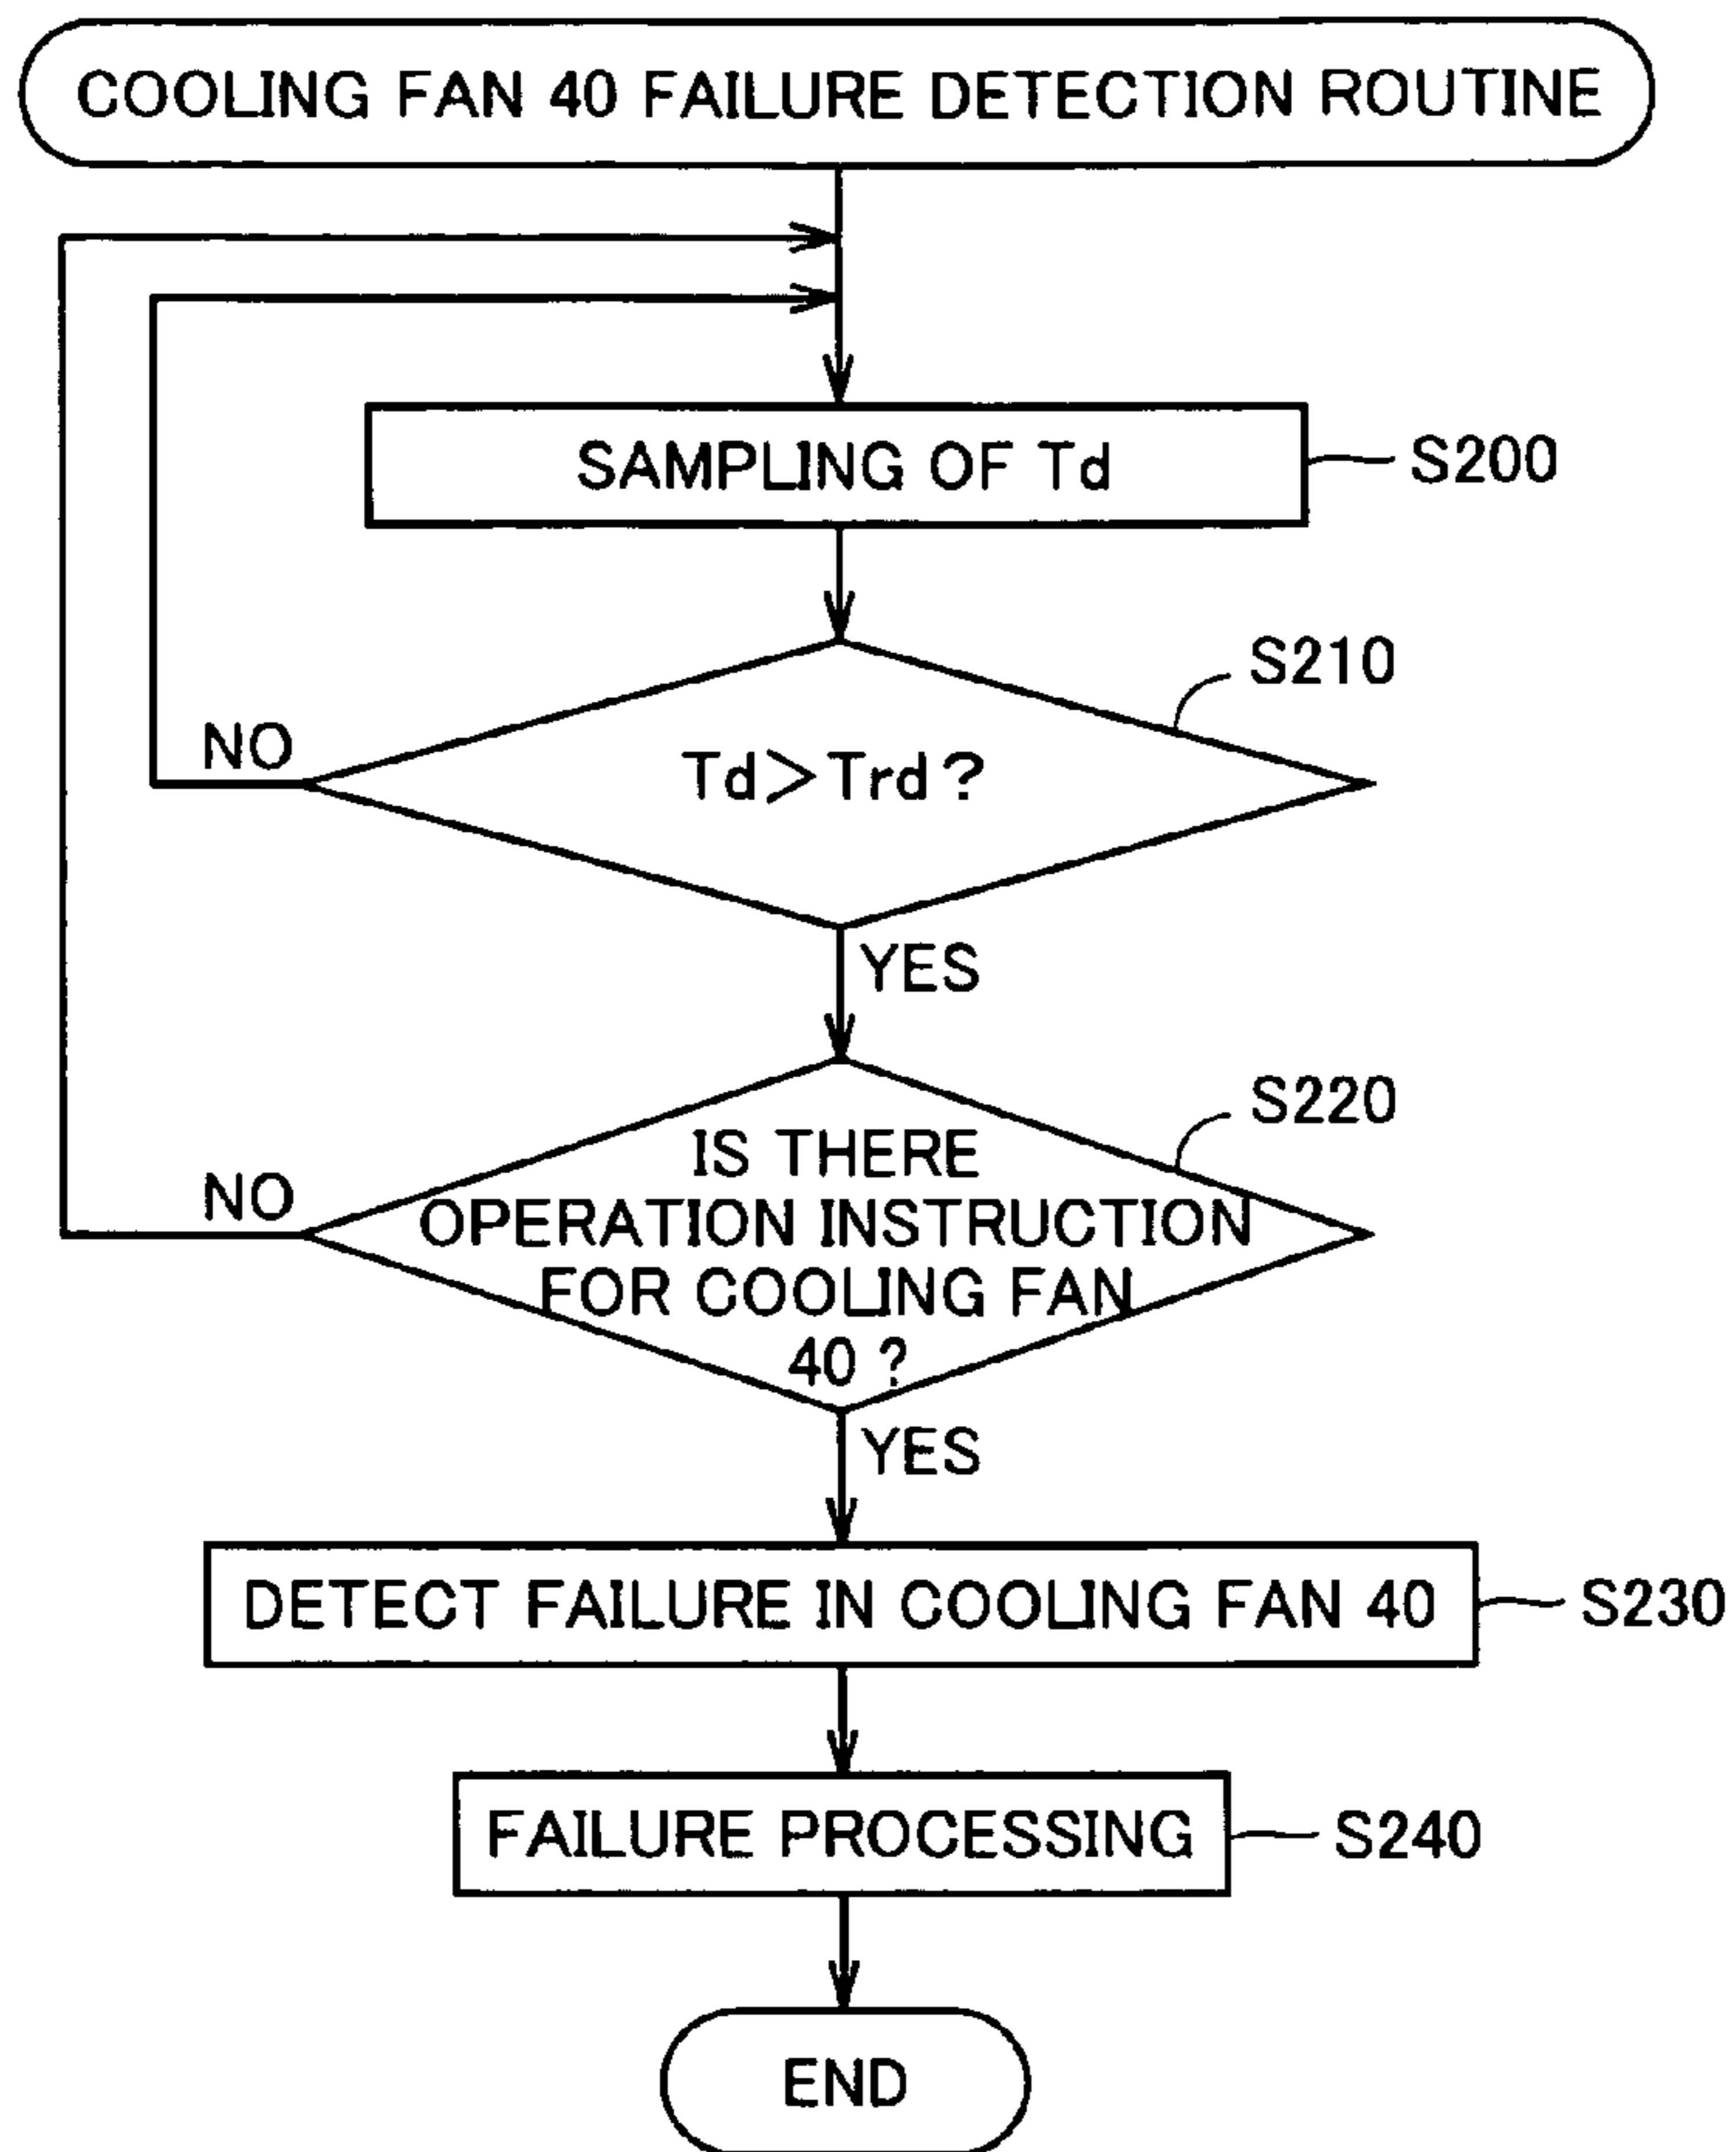 COOLING FAN 40 FAILURE DETECTION ROUTINE
SAMPLING OF Td
S200
S210
NO
Td>Trd?
YES
S220
NO
IS THERE
OPERATION INSTRUCTION
FOR COOLING FAN
40 ?
YES
DETECT FAILURE IN COOLING FAN 40
S230
FAILURE PROCESSING
S240
END